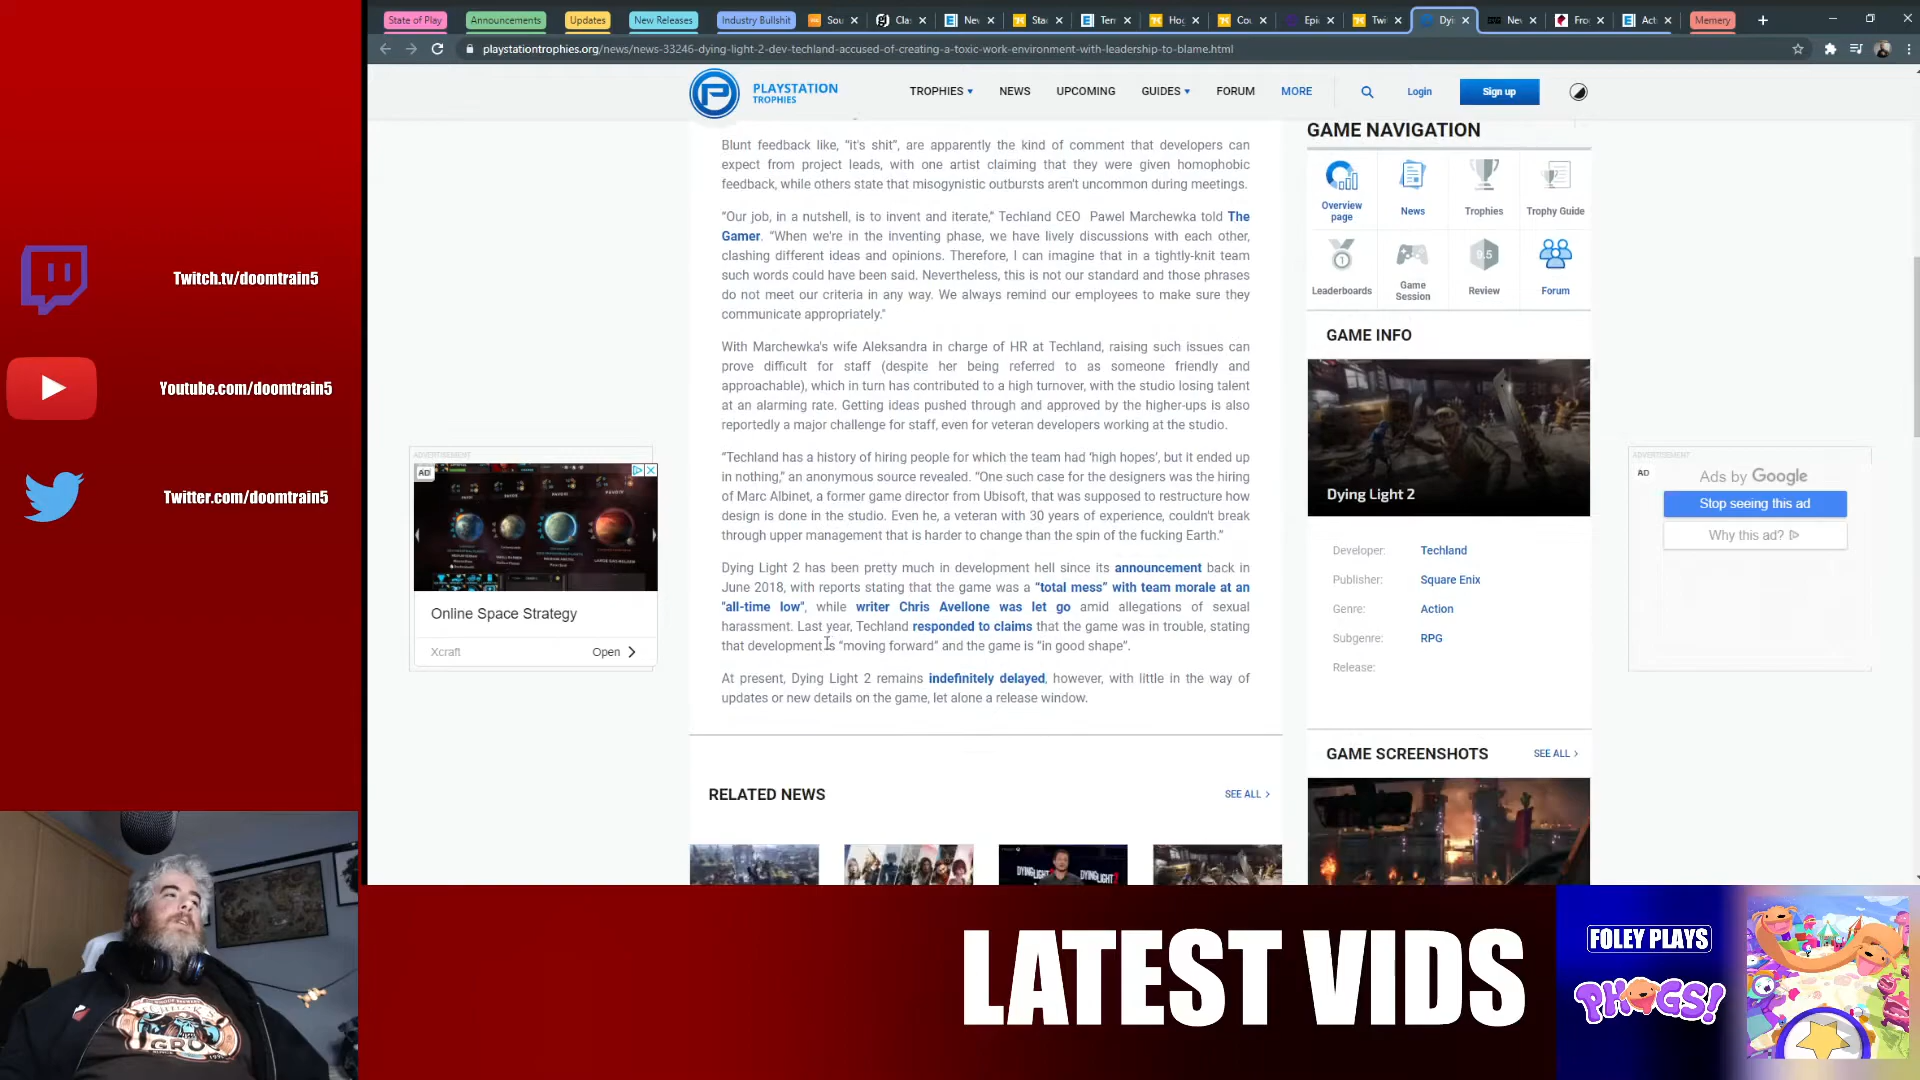 State of Play
Announcements
Updates
New Releases
Industry Bullshit
Sou
Cla
Nev
Sta
Terr
Hog
Cou
Epic
Twi
Dyi
Nev
Fro
Act
Memery
playstationtrophies.org/news/news-33246-dying-light-2-dev-techland-accused-of-creating-a-toxic-work-environment-with-leadership-to-blame.html
PLAYSTATION
TROPHIES
TROPHIES
NEWS
UPCOMING
GUIDES
FORUM
MORE
Login
Sign up
Blunt feedback like, “it's shit”, are apparently the kind of comment that developers can
expect from project leads, with one artist claiming that they were given homophobic
feedback, while others state that misogynistic outbursts aren't uncommon during meetings.
“Our job, in a nutshell, is to invent and iterate,” Techland CEO Pawel Marchewka told The
Gamer. “When we're in the inventing phase, we have lively discussions with each other,
clashing different ideas and opinions. Therefore, I can imagine that in a tightly-knit team
such words could have been said. Nevertheless, this is not our standard and those phrases
do not meet our criteria in any way. We always remind our employees to make sure they
communicate appropriately.”
With Marchewka's wife Aleksandra in charge of HR at Techland, raising such issues can
prove difficult for staff (despite her being referred to as someone friendly and
approachable), which in turn has contributed to a high turnover, with the studio losing talent
at an alarming rate. Getting ideas pushed through and approved by the higher-ups is also
reportedly a major challenge for staff, even for veteran developers working at the studio.
“Techland has a history of hiring people for which the team had ‘high hopes’, but it ended up
in nothing,” an anonymous source revealed. “One such case for the designers was the hiring
of Marc Albinet, a former game director from Ubisoft, that was supposed to restructure how
design is done in the studio. Even he, a veteran with 30 years of experience, couldn't break
through upper management that is harder to change than the spin of the fucking Earth.”
Dying Light 2 has been pretty much in development hell since its announcement back in
June 2018, with reports stating that the game was a “total mess” with team morale at an
"all-time low", while writer Chris Avellone was let go amid allegations of sexual
harassment. Last year, Techland responded to claims that the game was in trouble, stating
that development is “moving forward” and the game is “in good shape”.
At present, Dying Light 2 remains indefinitely delayed, however, with little in the way of
updates or new details on the game, let alone a release window.
RELATED NEWS
SEE ALL
GAME NAVIGATION
Overview
page
News
Trophies
Trophy Guide
1
9.5
Leaderboards
Game
Session
Review
Forum
GAME INFO
Dying Light 2
Developer:
Techland
Publisher:
Square Enix
Genre:
Action
Subgenre:
RPG
Release:
GAME SCREENSHOTS
SEE ALL
ADVERTISEMENT
AD
Online Space Strategy
Xcraft
Open
ADVERTISEMENT
AD
Ads by Google
Stop seeing this ad
Why this ad?
Twitch.tv/doomtrain5
Youtube.com/doomtrain5
Twitter.com/doomtrain5
LATEST VIDS
FOLEY PLAYS
PHOGS!